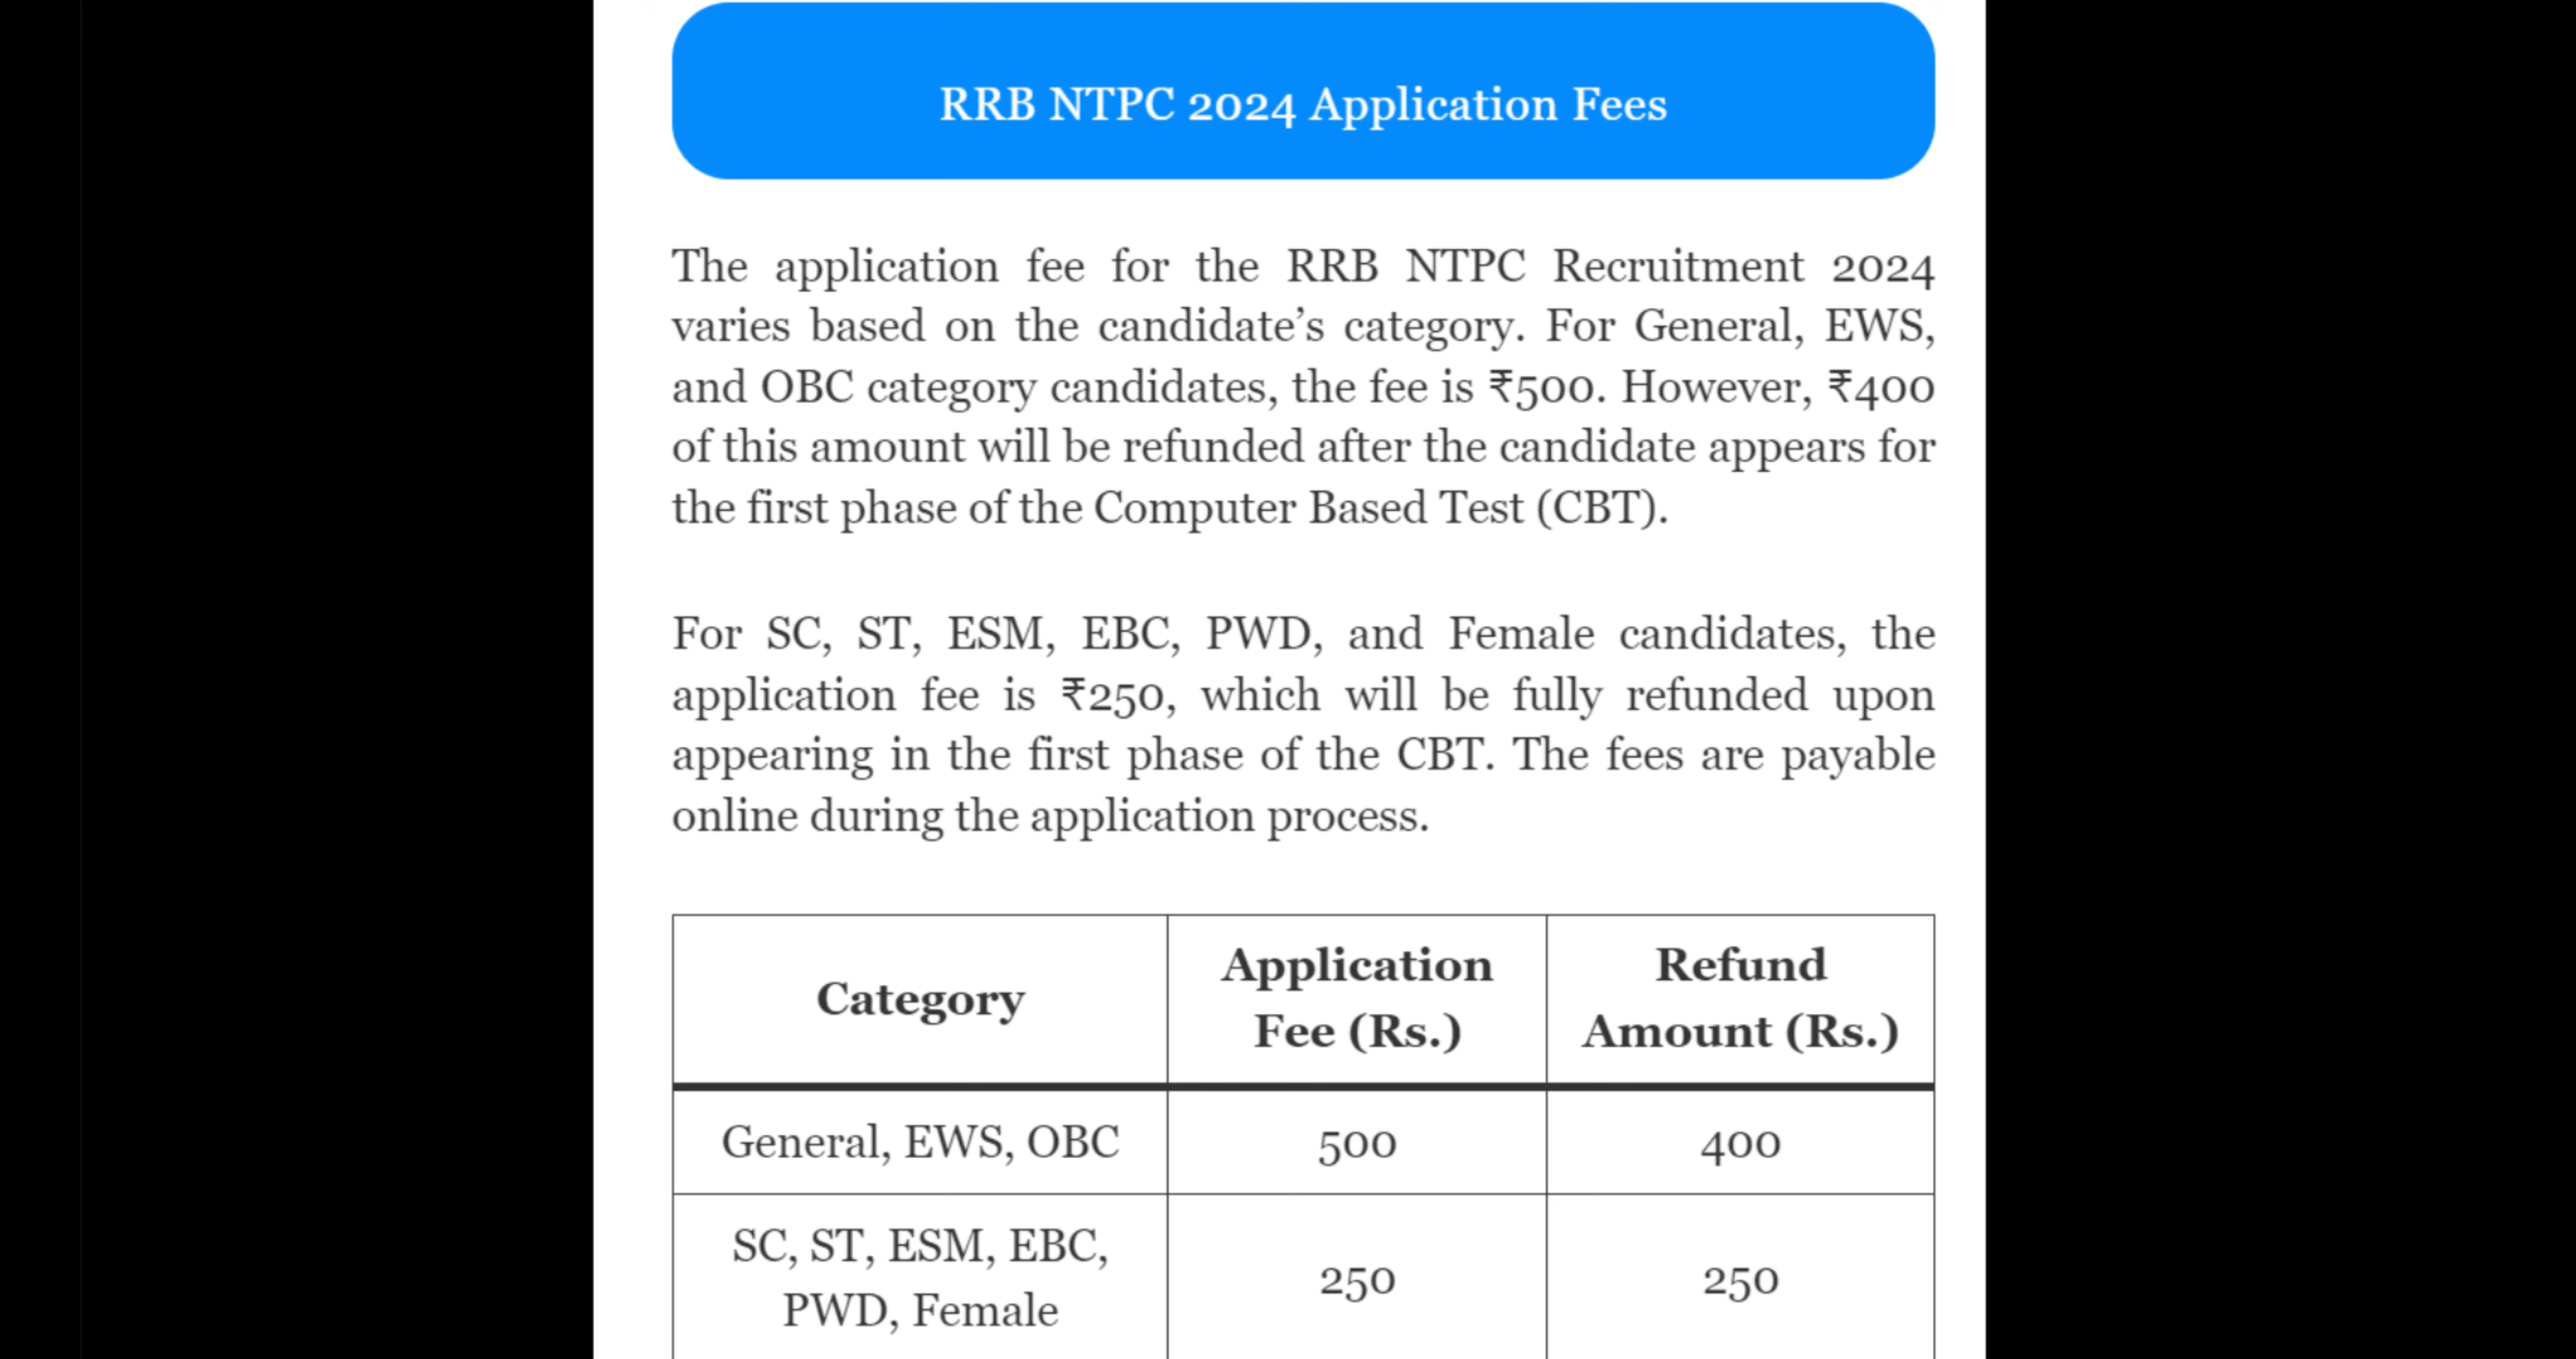 RRB NTPC 2024 Application Fees
The application fee for the RRB NTPC Recruitment 2024
varies based on the candidate’s category. For General, EWS,
and OBC category candidates, the fee is ₹500. However, ₹400
of this amount will be refunded after the candidate appears for
the first phase of the Computer Based Test (CBT).
For SC, ST, ESM, EBC, PWD, and Female candidates, the
application fee is ₹250, which will be fully refunded upon
appearing in the first phase of the CBT. The fees are payable
online during the application process.
Category
Application
Fee (Rs.)
Refund
Amount (Rs.)
General, EWS, OBC
500
400
SC, ST, ESM, EBC,
PWD, Female
250
250